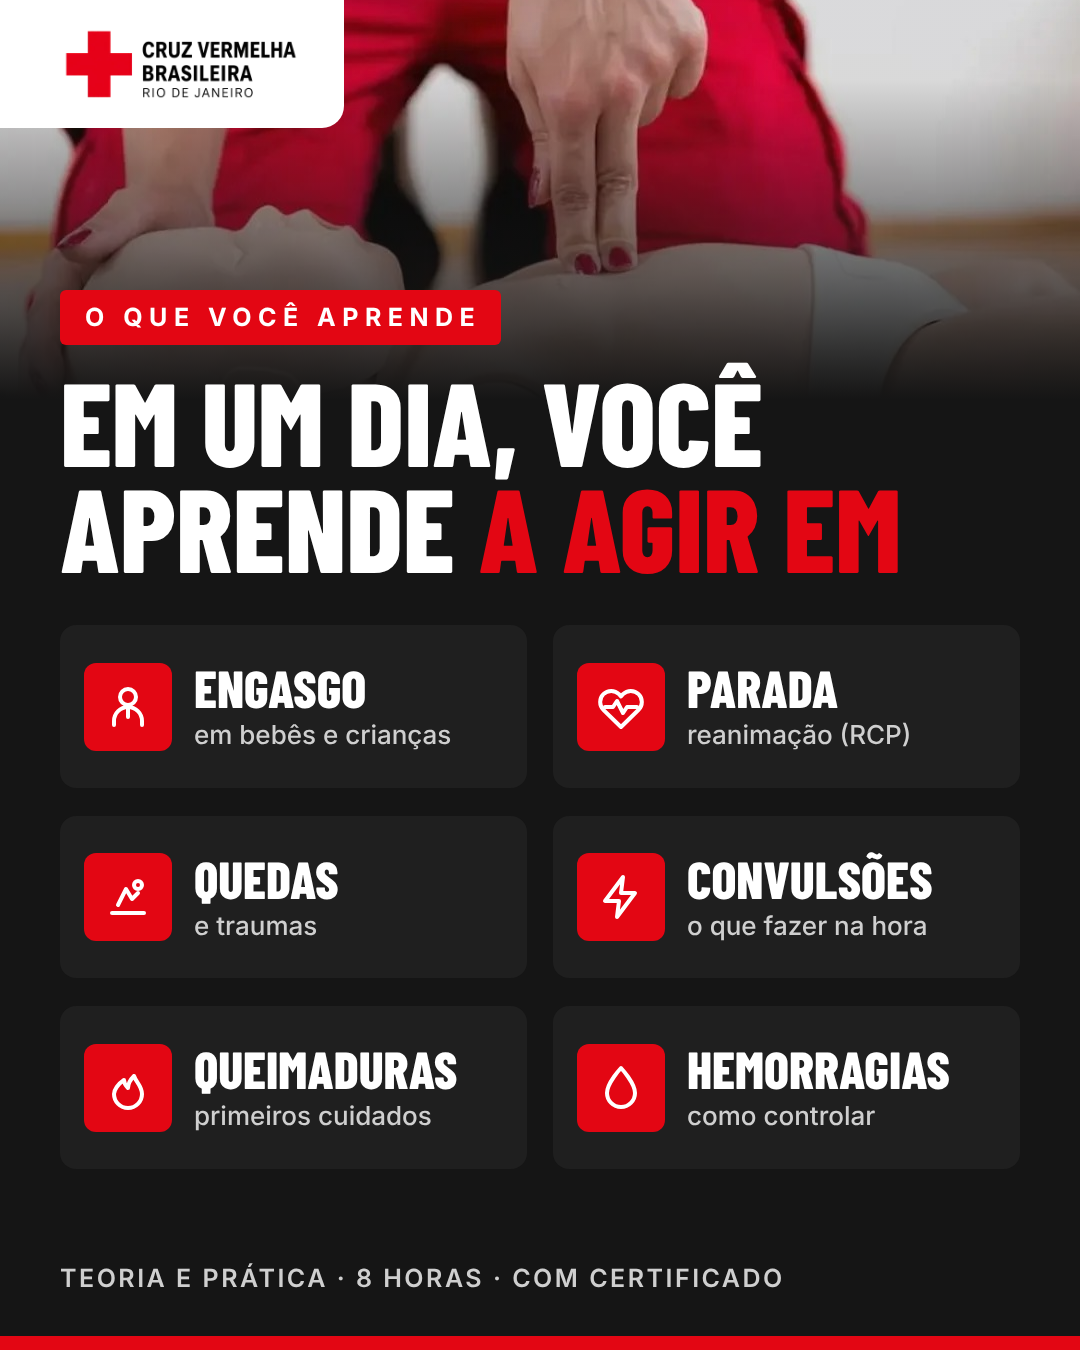 CRUZ VERMELHA
BRASILEIRA
RIO DE JANEIRO
O QUE VOCÊ APRENDE
EM UM DIA, VOCÊ
APRENDE A AGIR EM
ENGASGO
em bebês e crianças
PARADA
reanimação (RCP)
QUEDAS
e traumas
CONVULSÕES
o que fazer na hora
QUEIMADURAS
primeiros cuidados
HEMORRAGIAS
como controlar
TEORIA E PRÁTICA · 8 HORAS · COM CERTIFICADO